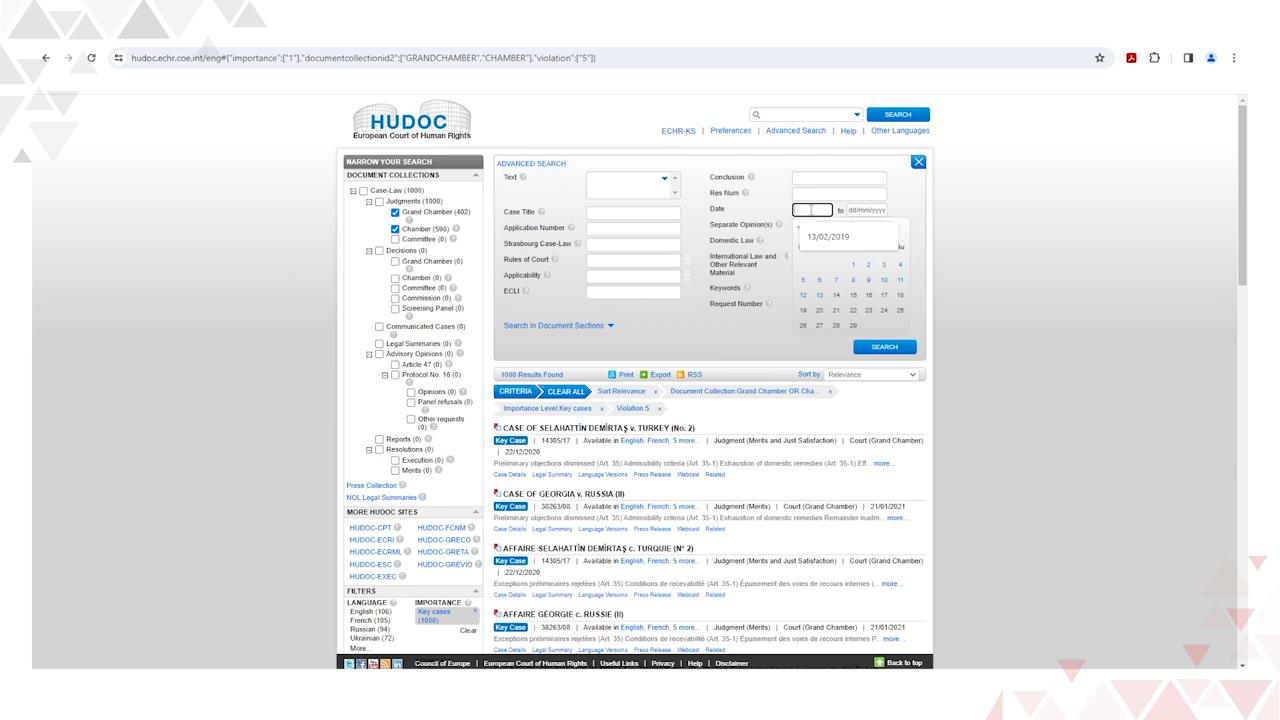 hudoc.echr.coe.int/eng#{"importance":["1"],"documentcollectionid2":["GRANDCHAMBER","CHAMBER"],"violation":["5"]}
HUDOC
European Court of Human Rights
SEARCH
ECHR-KS | Preferences | Advanced Search | Help | Other Languages
NARROW YOUR SEARCH
DOCUMENT COLLECTIONS
Case-Law (1000)
Judgments (1000)
Grand Chamber (402)
Chamber (598)
Committee (0)
Decisions (0)
Grand Chamber (0)
Chamber (0)
Committee (0)
Commission (0)
Screening Panel (0)
Communicated Cases (0)
Legal Summaries (0)
Advisory Opinions (0)
Article 47 (0)
Protocol No. 16 (0)
Opinions (0)
Panel refusals (0)
Other requests
(0)
Reports (0)
Resolutions (0)
Execution (0)
Merits (0)
Press Collection
NOL Legal Summaries
MORE HUDOC SITES
HUDOC-CPT HUDOC-FCNM
HUDOC-ECRI HUDOC-GRECO
HUDOC-ECRML HUDOC-GRETA
HUDOC-ESC HUDOC-GREVIO
HUDOC-EXEC
FILTERS
LANGUAGE IMPORTANCE
English (106) Key cases
French (105) (1000)
Russian (94) Clear
Ukrainian (72)
More...
ADVANCED SEARCH
Text
Case Title
Application Number
Strasbourg Case-Law
Rules of Court
Applicability
ECLI
Search in Document Sections
Conclusion
Res Num
Date to dd/mm/yyyy
Separate Opinion(s)
Domestic Law
International Law and
Other Relevant
Material
Keywords
Request Number
13/02/2019
Su
1 2 3 4
5 6 7 8 9 10 11
12 13 14 15 16 17 18
19 20 21 22 23 24 25
26 27 28 29
SEARCH
1000 Results Found Print Export RSS Sort by: Relevance
CRITERIA CLEAR ALL Sort:Relevance x Document Collection:Grand Chamber OR Cha... x
Importance Level:Key cases x Violation:5 x
CASE OF SELAHATTİN DEMİRTAŞ v. TURKEY (No. 2)
Key Case | 14305/17 | Available in English, French, 5 more... | Judgment (Merits and Just Satisfaction) | Court (Grand Chamber)
| 22/12/2020
Preliminary objections dismissed (Art. 35) Admissibility criteria (Art. 35-1) Exhaustion of domestic remedies (Art. 35-1) Eff... more...
Case Details Legal Summary Language Versions Press Release Webcast Related
CASE OF GEORGIA v. RUSSIA (II)
Key Case | 38263/08 | Available in English, French, 5 more... | Judgment (Merits) | Court (Grand Chamber) | 21/01/2021
Preliminary objections dismissed (Art. 35) Admissibility criteria (Art. 35-1) Exhaustion of domestic remedies Remainder inadm... more...
Case Details Legal Summary Language Versions Press Release Webcast Related
AFFAIRE SELAHATTİN DEMİRTAŞ c. TURQUIE (N° 2)
Key Case | 14305/17 | Available in English, French, 5 more... | Judgment (Merits and Just Satisfaction) | Court (Grand Chamber)
| 22/12/2020
Exceptions préliminaires rejetées (Art. 35) Conditions de recevabilité (Art. 35-1) Épuisement des voies de recours internes (... more...
Case Details Legal Summary Language Versions Press Release Webcast Related
AFFAIRE GÉORGIE c. RUSSIE (II)
Key Case | 38263/08 | Available in English, French, 5 more... | Judgment (Merits) | Court (Grand Chamber) | 21/01/2021
Exceptions préliminaires rejetées (Art. 35) Conditions de recevabilité (Art. 35-1) Épuisement des voies de recours internes P... more...
Case Details Legal Summary Language Versions Press Release Webcast Related
Council of Europe | European Court of Human Rights | Useful Links | Privacy | Help | Disclaimer Back to top